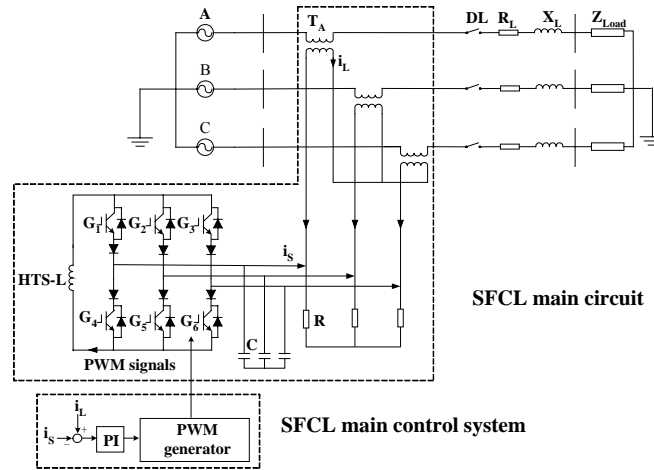 A
T_A
DL
R_L
X_L
Z_Load
i_L
B
C
G_1
G_2
G_3
HTS-L
i_S
SFCL main circuit
G_4
G_5
G_6
R
C
PWM signals
i_L
i_S
+
−
PI
PWM
generator
SFCL main control system